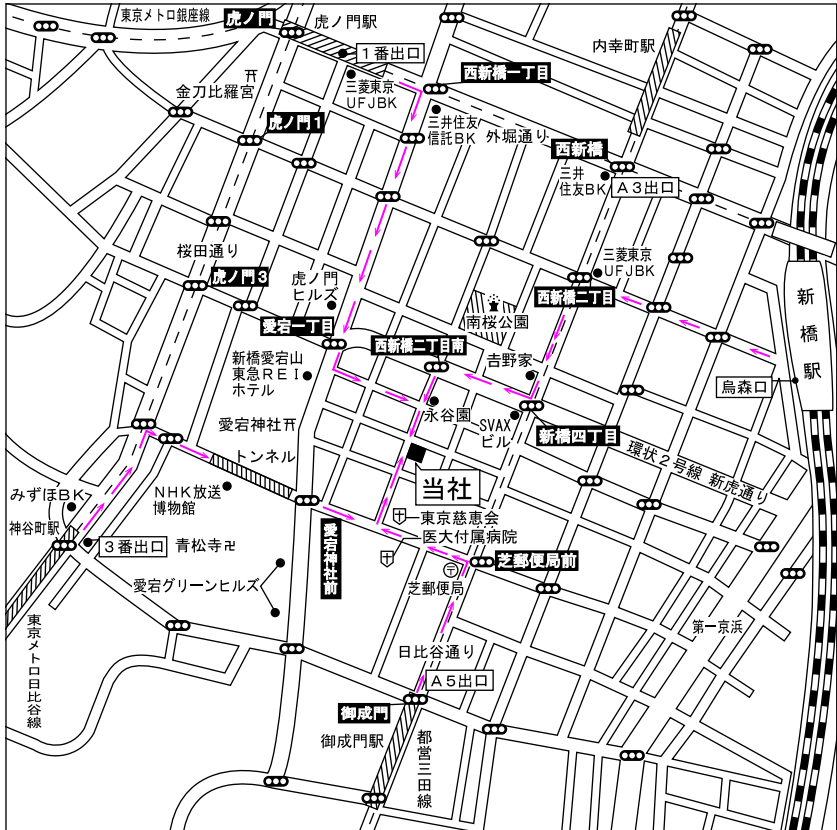 東京メトロ銀座線
虎ノ門
虎ノ門駅
1番出口
内幸町駅
金刀比羅宮
三菱東京
UFJBK
西新橋一丁目
三井住友
信託BK
外堀通り
虎ノ門1
西新橋
三井
住友BK
A3出口
桜田通り
虎ノ門3
虎ノ門
ヒルズ
三菱東京
UFJBK
西新橋二丁目
新橋駅
愛宕一丁目
南桜公園
西新橋二丁目南
新橋愛宕山
東急REI
ホテル
吉野家
烏森口
愛宕神社
永谷園
SVAX
ビル
新橋四丁目
トンネル
環状2号線 新虎通り
当社
みずほBK
NHK放送
博物館
神谷町駅
東京慈恵会
医大付属病院
3番出口
青松寺卍
愛宕神社前
芝郵便局前
〒
芝郵便局
愛宕グリーンヒルズ
第一京浜
東京メトロ日比谷線
日比谷通り
A5出口
御成門
御成門駅
都営三田線